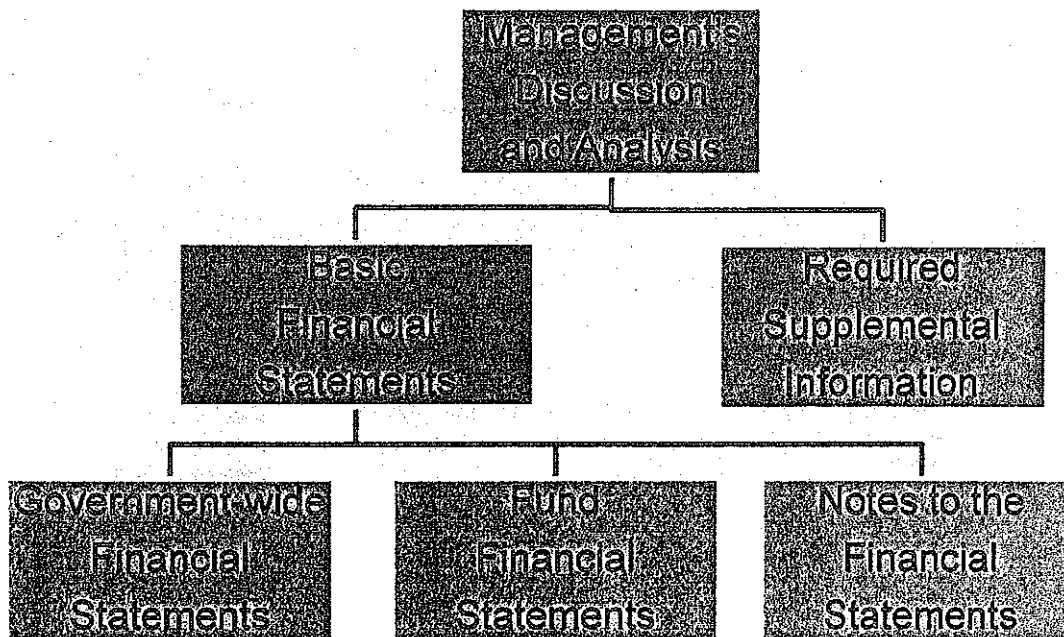 Management's
Discussion
and Analysis
Basic
Financial
Statements
Required
Supplemental
Information
Government-wide
Financial
Statements
Fund
Financial
Statements
Notes to the
Financial
Statements